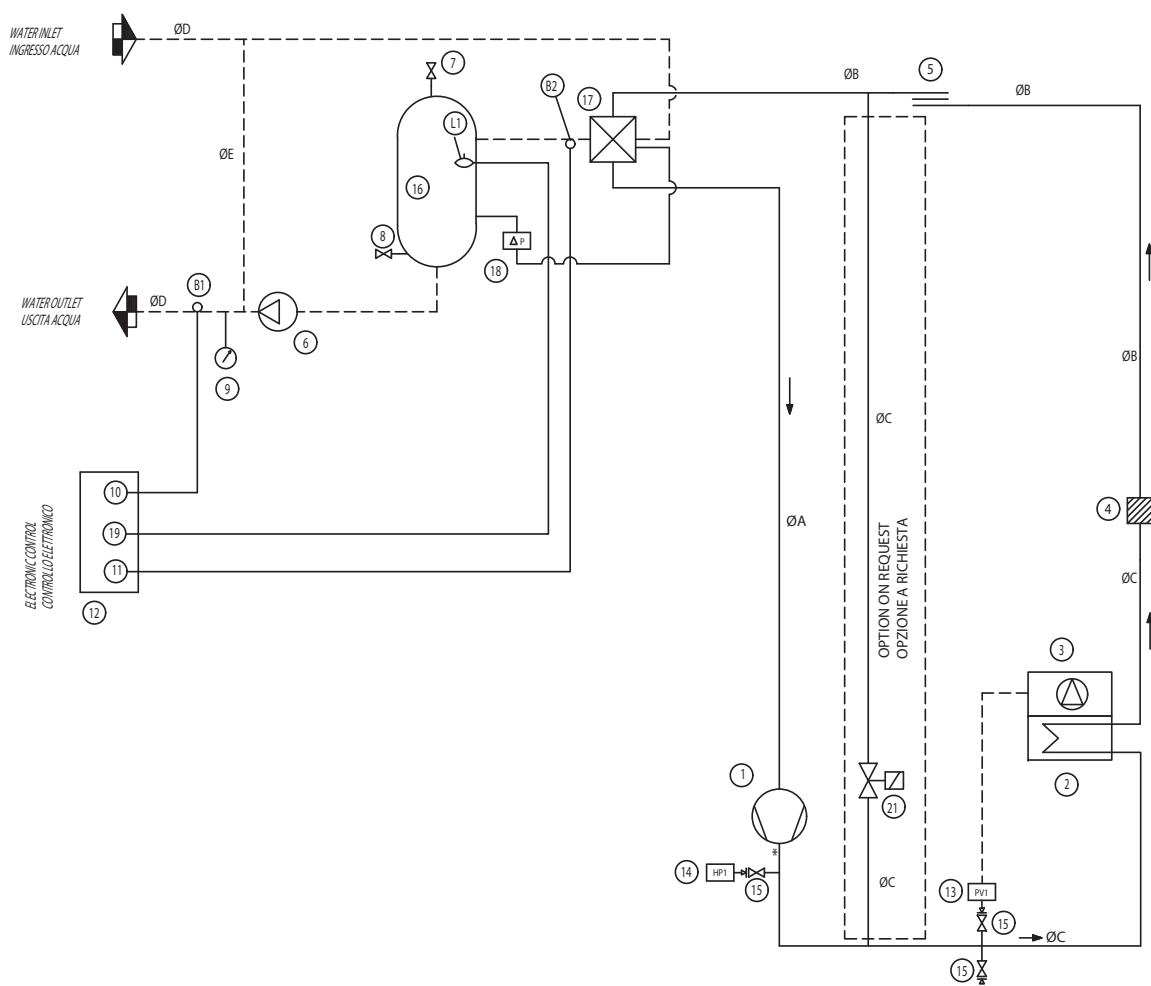 WATER INLET
INGRESSO ACQUA
ØD
ØE
7
L1
16
8
B2
17
ØB
5
ØB
18
Δ P
WATER OUTLET
USCITA ACQUA
ØD
B1
6
9
ØB
ØC
ØA
OPTION ON REQUEST
OPZIONE A RICHIESTA
4
ØC
ELECTRONIC CONTROL
CONTROLLO ELETTRONICO
10
19
11
12
3
2
1
21
*
14
HP1
15
ØC
13
PV1
15
ØC
15